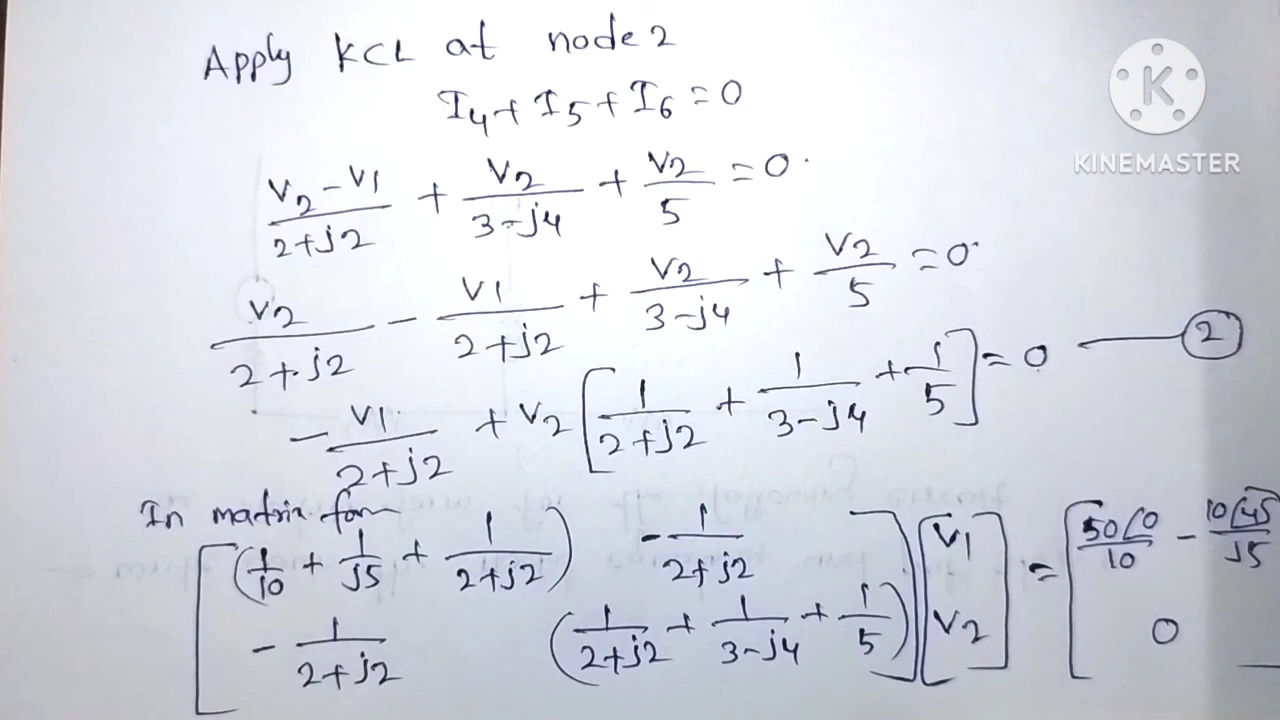 Apply KCL at node 2
I4 + I5 + I6 = 0
KINEMASTER
(V2 - V1)/(2+j2) + V2/(3-j4) + V2/5 = 0
V2/(2+j2) - V1/(2+j2) + V2/(3-j4) + V2/5 = 0
- V1/(2+j2) + V2 [1/(2+j2) + 1/(3-j4) + 1/5] = 0 — 2
In matrix form
[(1/10 + 1/j5 + 1/(2+j2)) - 1/(2+j2)] [V1] = [50∠0/10 - 10∠45/j5]
[- 1/(2+j2) (1/(2+j2) + 1/(3-j4) + 1/5)] [V2] [0]